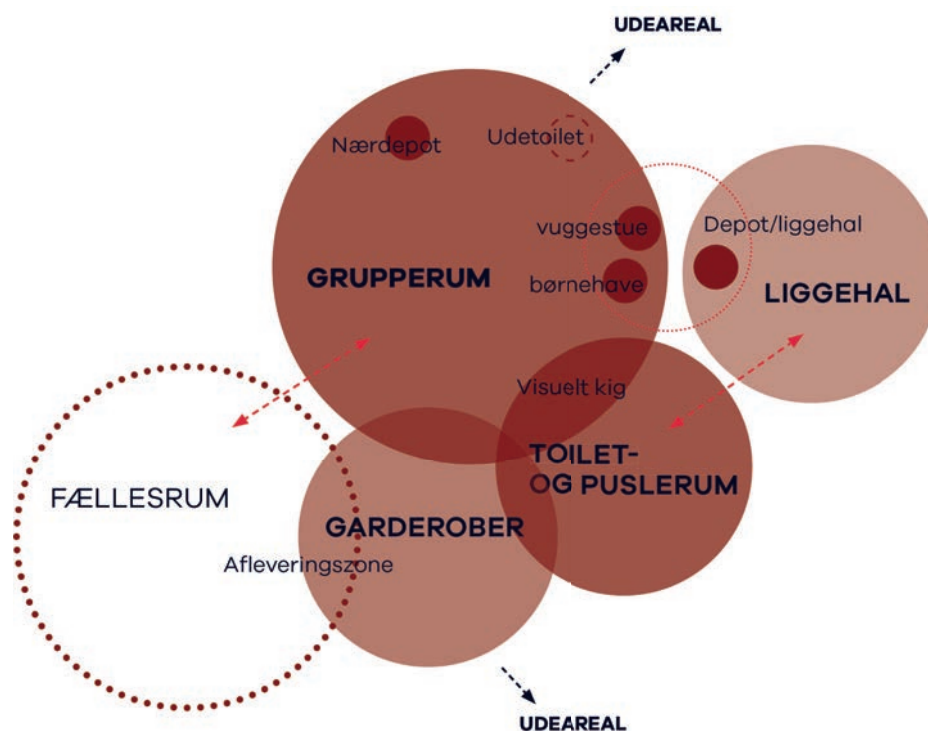 UDEAREAL
Nærdepot
Udetoilet
vuggestue
Depot/liggehal
GRUPPERUM
børnehave
LIGGEHAL
Visuelt kig
TOILET-
OG PUSLERUM
FÆLLESRUM
GARDEROBER
Afleveringszone
UDEAREAL